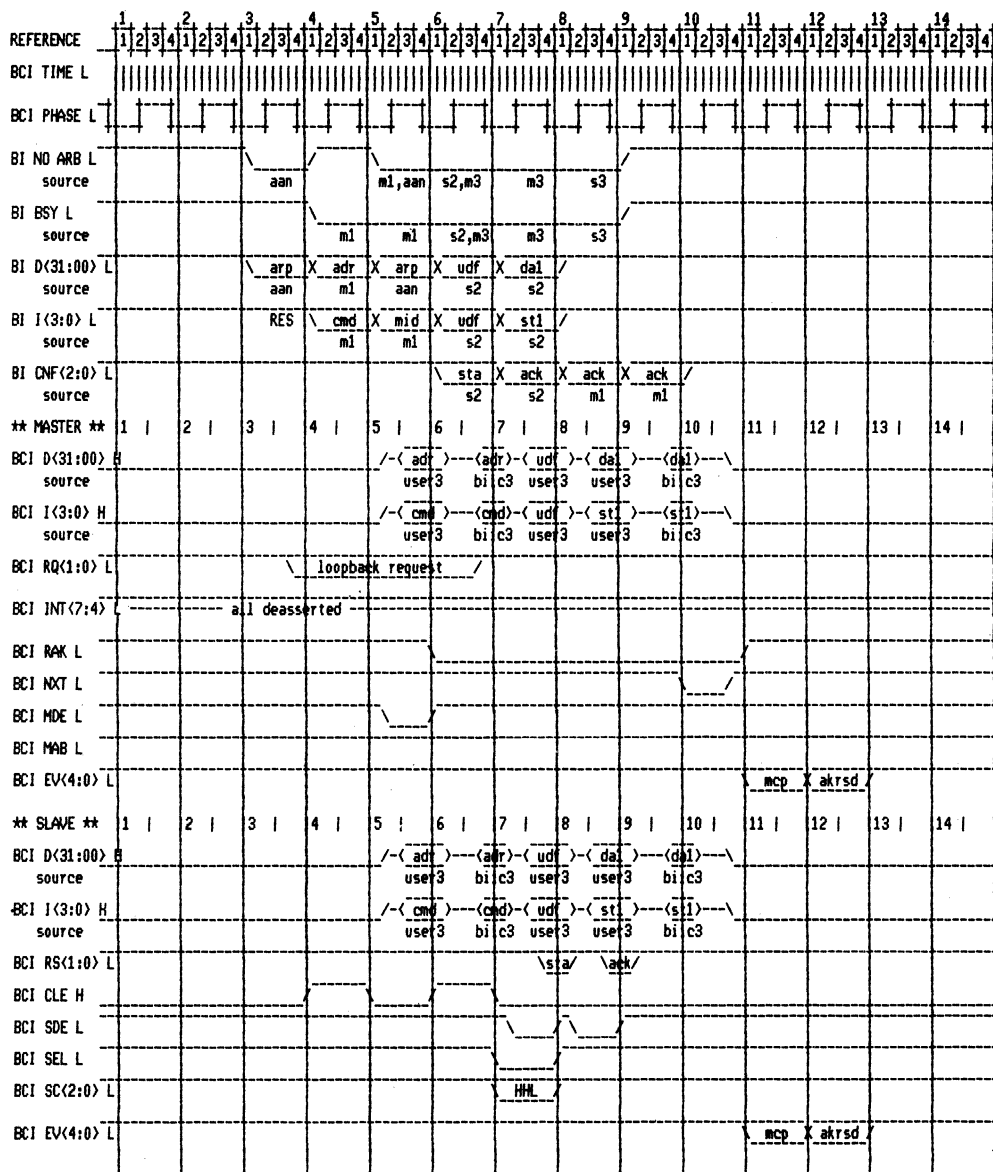 1 2 3 4 5 6 7 8 9 10 11 12 13 14
REFERENCE 1 2 3 4 1 2 3 4 1 2 3 4 1 2 3 4 1 2 3 4 1 2 3 4 1 2 3 4 1 2 3 4 1 2 3 4 1 2 3 4 1 2 3 4 1 2 3 4 1 2 3 4 1 2 3 4
BCI TIME L
BCI PHASE L
BI NO ARB L
source aan m1,aan s2,m3 m3 s3
BI BSY L
source m1 m1 s2,m3 m3 s3
BI D<31:00> L arp X adr X arp X udf X dal
source aan m1 aan s2 s2
BI I<3:0> L RES cmd X mid X udf X st1
source m1 m1 s2 s2
BI CNF<2:0> L sta X ack X ack X ack
source s2 s2 m1 m1
** MASTER ** 1 2 3 4 5 6 7 8 9 10 11 12 13 14
BCI D<31:00> H adr adr udf dal dal
source user3 biic3 user3 user3 biic3
BCI I<3:0> H cmd cmd udf st1 st1
source user3 biic3 user3 user3 biic3
BCI RQ<1:0> L loopback request
BCI INT<7:4> L all deasserted
BCI RAK L
BCI NXT L
BCI MDE L
BCI MAB L
BCI EV<4:0> L mcp X akrsd
** SLAVE ** 1 2 3 4 5 6 7 8 9 10 11 12 13 14
BCI D<31:00> H adr adr udf dal dal
source user3 biic3 user3 user3 biic3
BCI I<3:0> H cmd cmd udf st1 st1
source user3 biic3 user3 user3 biic3
BCI RS<1:0> L sta ack
BCI CLE H
BCI SDE L
BCI SEL L
BCI SC<2:0> L HHL
BCI EV<4:0> L mcp X akrsd